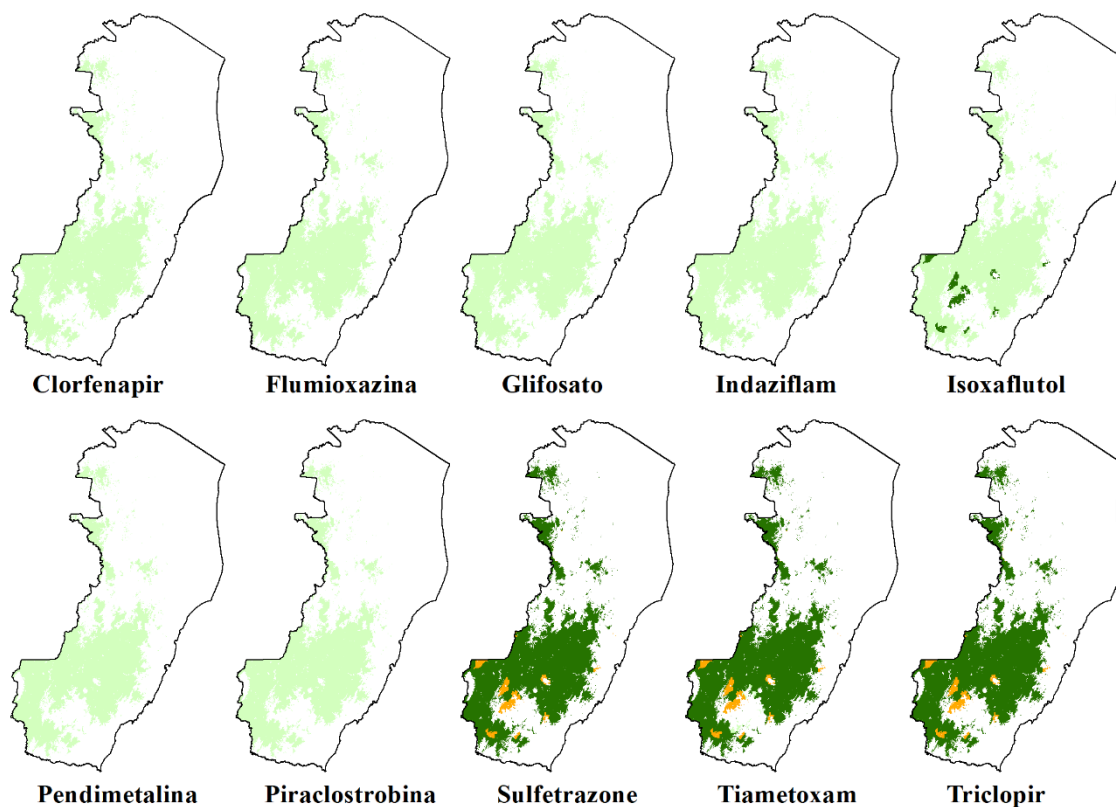 Clorfenapir Flumioxazina Glifosato Indaziflam Isoxaflutol
Pendimetalina Piraclostrobina Sulfetrazone Tiametoxam Triclopir